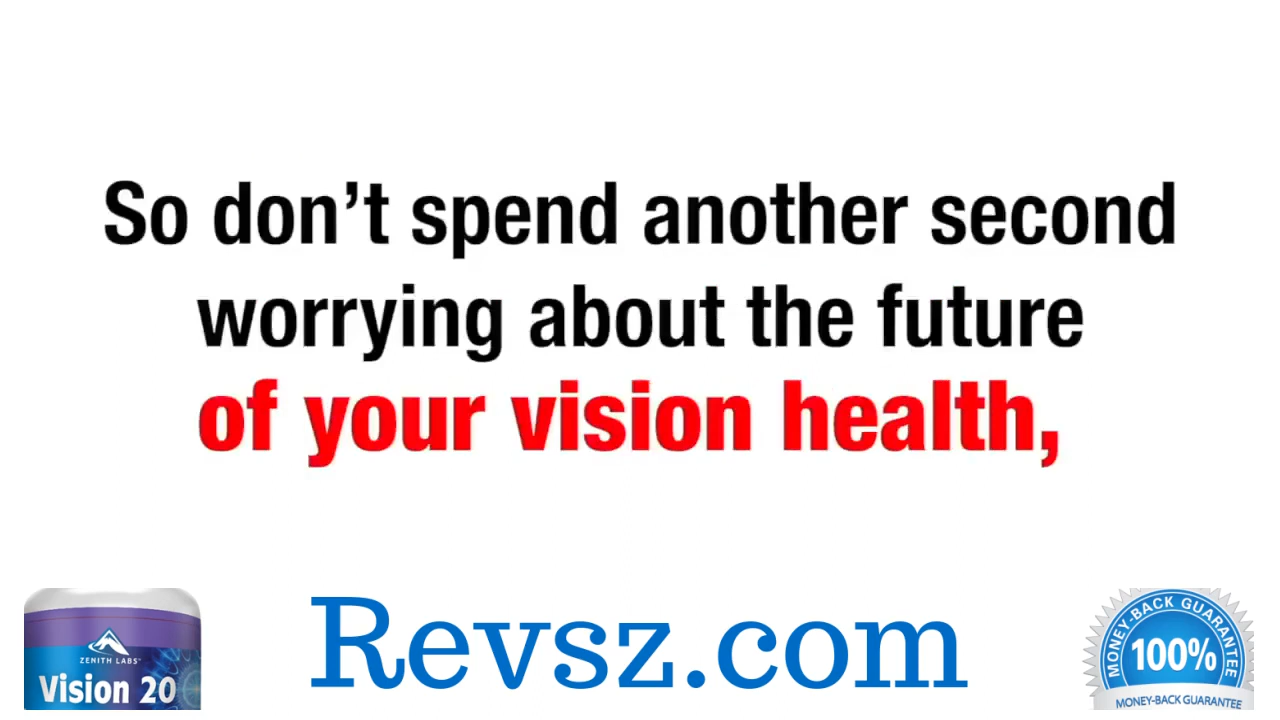 So don’t spend another second
worrying about the future
of your vision health,
ZENITH LABS™
Vision 20
Revsz.com
MONEY-BACK GUARANTEE
100%
MONEY-BACK GUARANTEE